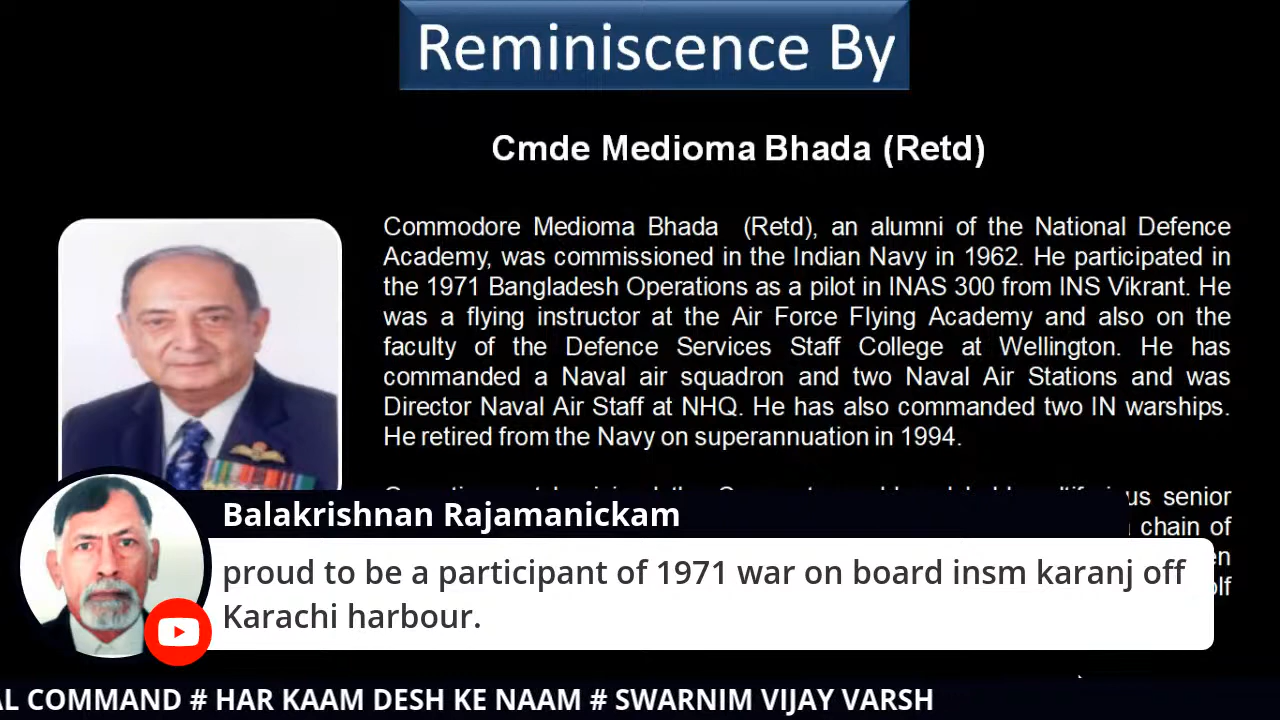 Reminiscence By
Cmde Medioma Bhada (Retd)
Commodore Medioma Bhada (Retd), an alumni of the National Defence
Academy, was commissioned in the Indian Navy in 1962. He participated in
the 1971 Bangladesh Operations as a pilot in INAS 300 from INS Vikrant. He
was a flying instructor at the Air Force Flying Academy and also on the
faculty of the Defence Services Staff College at Wellington. He has
commanded a Naval air squadron and two Naval Air Stations and was
Director Naval Air Staff at NHQ. He has also commanded two IN warships.
He retired from the Navy on superannuation in 1994.
senior
chain of
Balakrishnan Rajamanickam
proud to be a participant of 1971 war on board insm karanj off
Karachi harbour.
COMMAND # HAR KAAM DESH KE NAAM # SWARNIM VIJAY VARSH